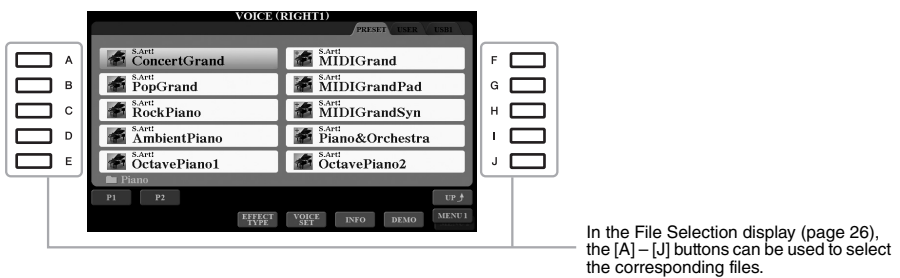 VOICE (RIGHT1)
PRESET USER USB1
A
B
C
D
E
S.Art!
ConcertGrand
S.Art!
MIDIGrand
S.Art!
PopGrand
S.Art!
MIDIGrandPad
S.Art!
RockPiano
S.Art!
MIDIGrandSyn
S.Art!
AmbientPiano
S.Art!
Piano&Orchestra
S.Art!
OctavePiano1
S.Art!
OctavePiano2
Piano
P1 P2 UP
EFFECT TYPE
VOICE SET
INFO
DEMO
MENU 1
F
G
H
I
J
In the File Selection display (page 26),
the [A] – [J] buttons can be used to select
the corresponding files.